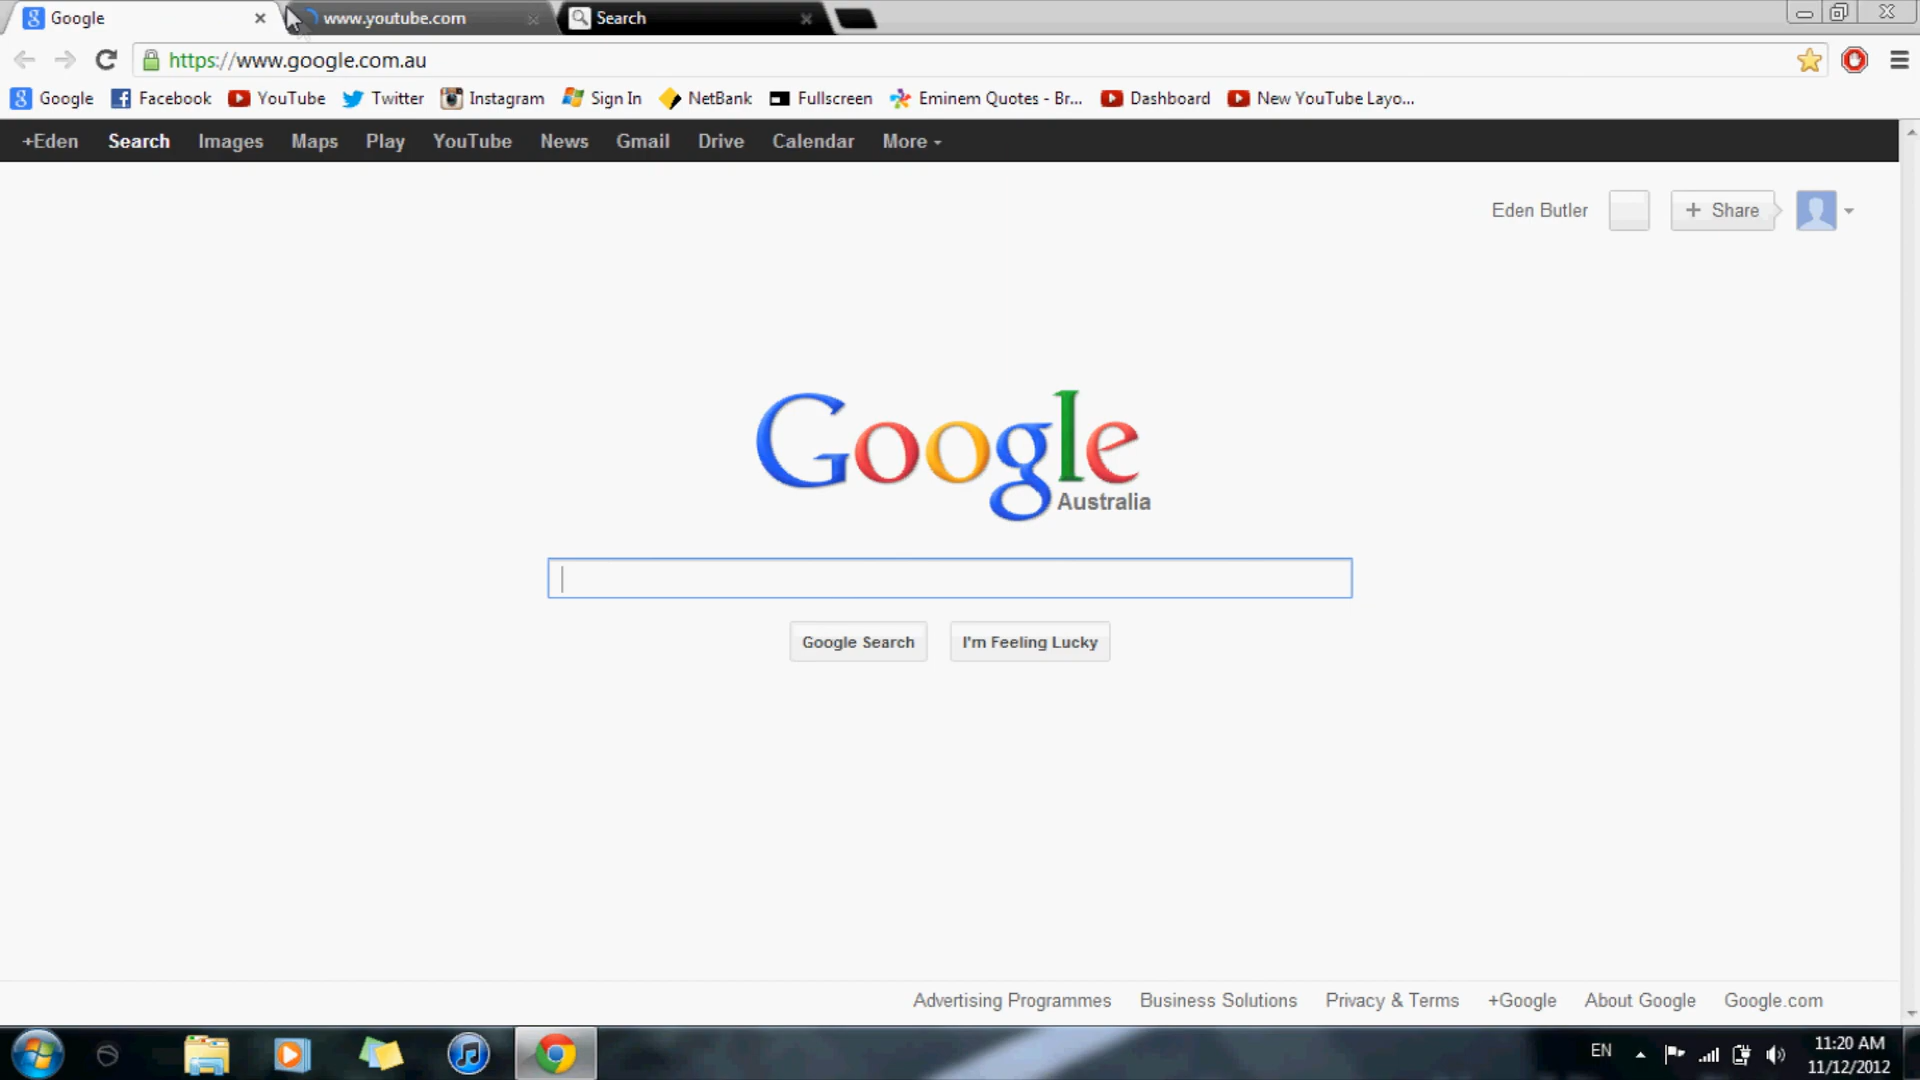 Google
www.youtube.com
Search
https://www.google.com.au
Google Facebook YouTube Twitter Instagram Sign In NetBank Fullscreen Eminem Quotes - Br... Dashboard New YouTube Layo...
+Eden Search Images Maps Play YouTube News Gmail Drive Calendar More
Eden Butler + Share
Google
Australia
Google Search I'm Feeling Lucky
Advertising Programmes Business Solutions Privacy & Terms +Google About Google Google.com
EN
11:20 AM
11/12/2012